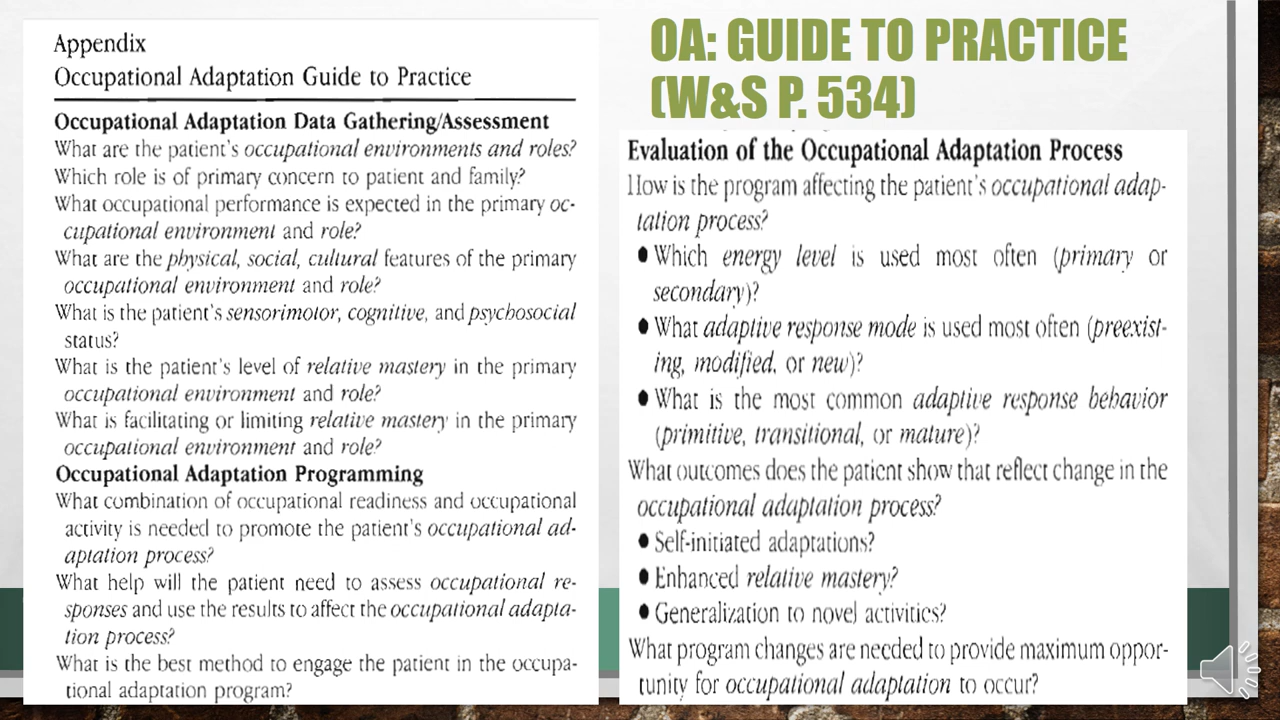 Appendix
Occupational Adaptation Guide to Practice
Occupational Adaptation Data Gathering/Assessment
What are the patient's occupational environments and roles?
Which role is of primary concern to patient and family?
What occupational performance is expected in the primary oc-
cupational environment and role?
What are the physical, social, cultural features of the primary
occupational environment and role?
What is the patient's sensorimotor, cognitive, and psychosocial
status?
What is the patient's level of relative mastery in the primary
occupational environment and role?
What is facilitating or limiting relative mastery in the primary
occupational environment and role?
Occupational Adaptation Programming
What combination of occupational readiness and occupational
activity is needed to promote the patient's occupational ad-
aptation process?
What help will the patient need to assess occupational re-
sponses and use the results to affect the occupational adapta-
tion process?
What is the best method to engage the patient in the occupa-
tional adaptation program?
OA: GUIDE TO PRACTICE
(W&S P. 534)
Evaluation of the Occupational Adaptation Process
How is the program affecting the patient's occupational adap-
tation process?
● Which energy level is used most often (primary or
secondary)?
● What adaptive response mode is used most often (preexist-
ing, modified, or new)?
● What is the most common adaptive response behavior
(primitive, transitional, or mature)?
What outcomes does the patient show that reflect change in the
occupational adaptation process?
● Self-initiated adaptations?
● Enhanced relative mastery?
● Generalization to novel activities?
What program changes are needed to provide maximum oppor-
tunity for occupational adaptation to occur?